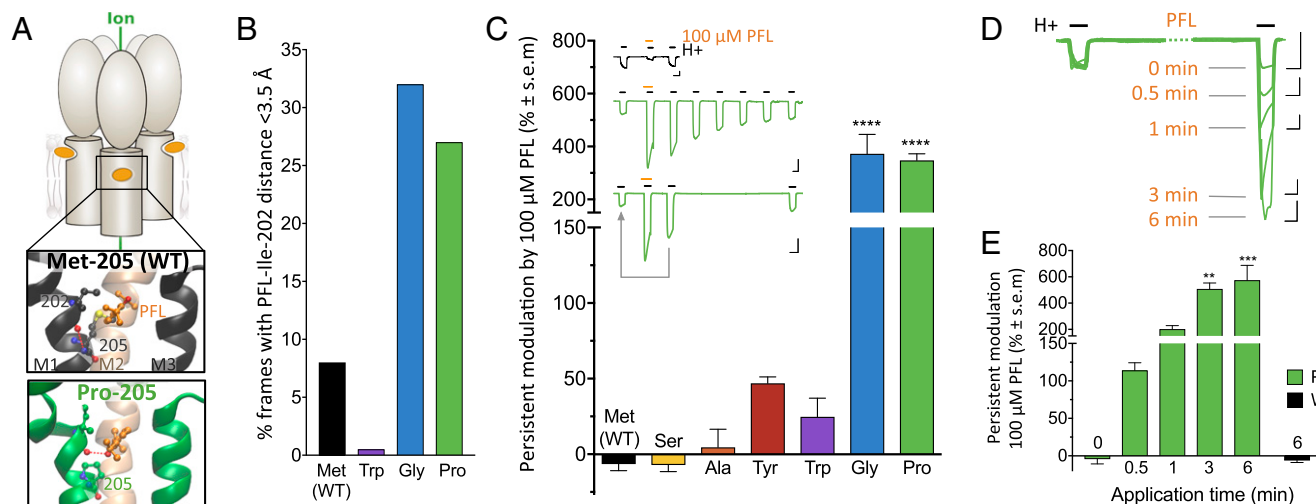 A
Ion
Met-205 (WT)
202
PFL
205
M1
M2
M3
Pro-205
205
B
% frames with PFL-Ile-202 distance <3.5 Å
35
30
25
20
15
10
5
0
Met
(WT)
Trp
Gly
Pro
C
Persistent modulation by 100 µM PFL (% ± s.e.m)
800
600
400
200
150
100
50
0
100 µM PFL
H+
****
****
Met
(WT)
Ser
Ala
Tyr
Trp
Gly
Pro
D
H+
PFL
0 min
0.5 min
1 min
3 min
6 min
E
Persistent modulation
100 µM PFL (% ± s.e.m)
800
600
400
200
150
100
50
0
**
***
0
0.5
1
3
6
6
Application time (min)